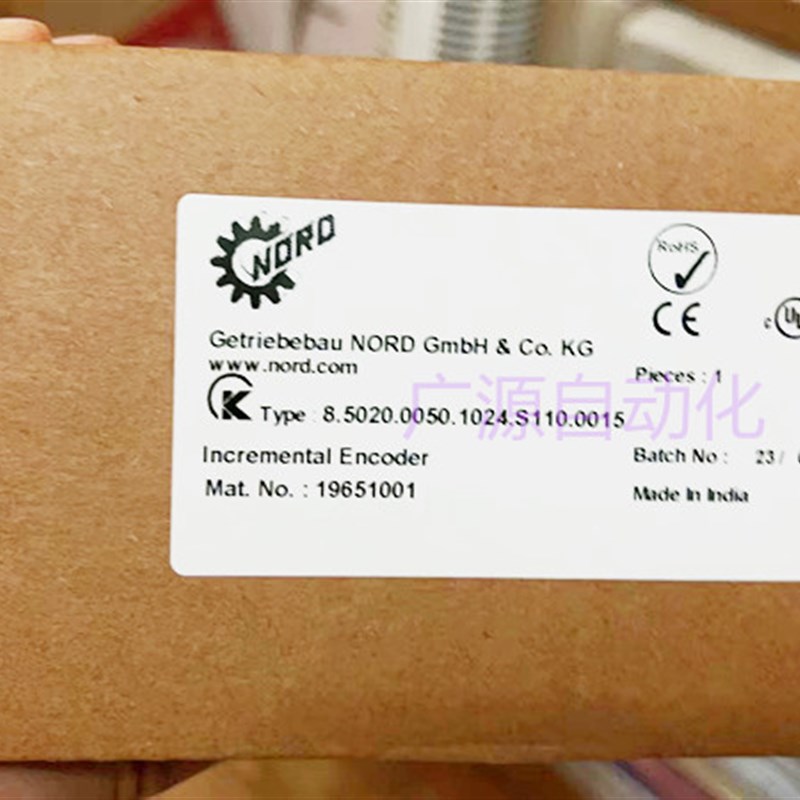 NORD
Getriebebau NORD GmbH & Co. KG
www.nord.com
K Type : 8.5020.0050.1024.S110.0015
Incremental Encoder
Mat. No. : 19651001
RoHS
CE
c UL
Pieces : 1
Batch No : 23/
Made In India
广源自动化